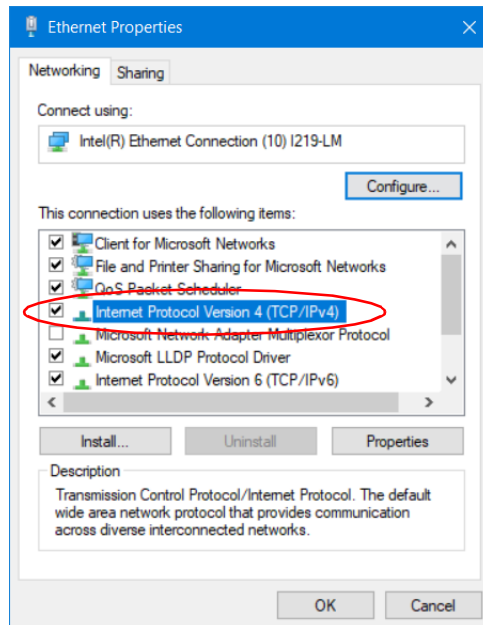 Ethernet Properties
Networking Sharing
Connect using:
Intel(R) Ethernet Connection (10) I219-LM
Configure...
This connection uses the following items:
Client for Microsoft Networks
File and Printer Sharing for Microsoft Networks
QoS Packet Scheduler
Internet Protocol Version 4 (TCP/IPv4)
Microsoft Network Adapter Multiplexor Protocol
Microsoft LLDP Protocol Driver
Internet Protocol Version 6 (TCP/IPv6)
Install... Uninstall Properties
Description
Transmission Control Protocol/Internet Protocol. The default
wide area network protocol that provides communication
across diverse interconnected networks.
OK Cancel